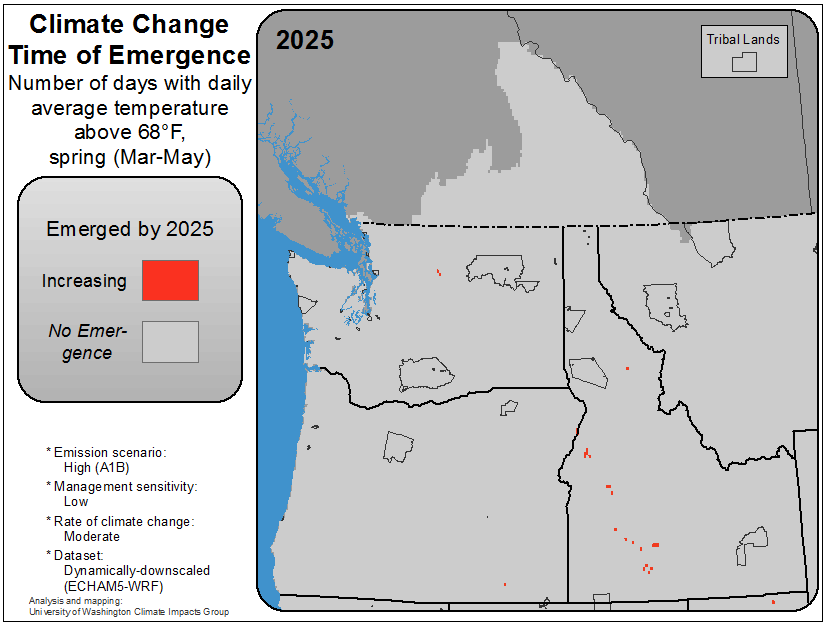 Climate Change
Time of Emergence
Number of days with daily
average temperature
above 68°F,
spring (Mar-May)
Emerged by 2025
Increasing
No Emer-
gence
* Emission scenario:
High (A1B)
* Management sensitivity:
Low
* Rate of climate change:
Moderate
* Dataset:
Dynamically-downscaled
(ECHAM5-WRF)
Analysis and mapping:
University of Washington Climate Impacts Group
2025
Tribal Lands